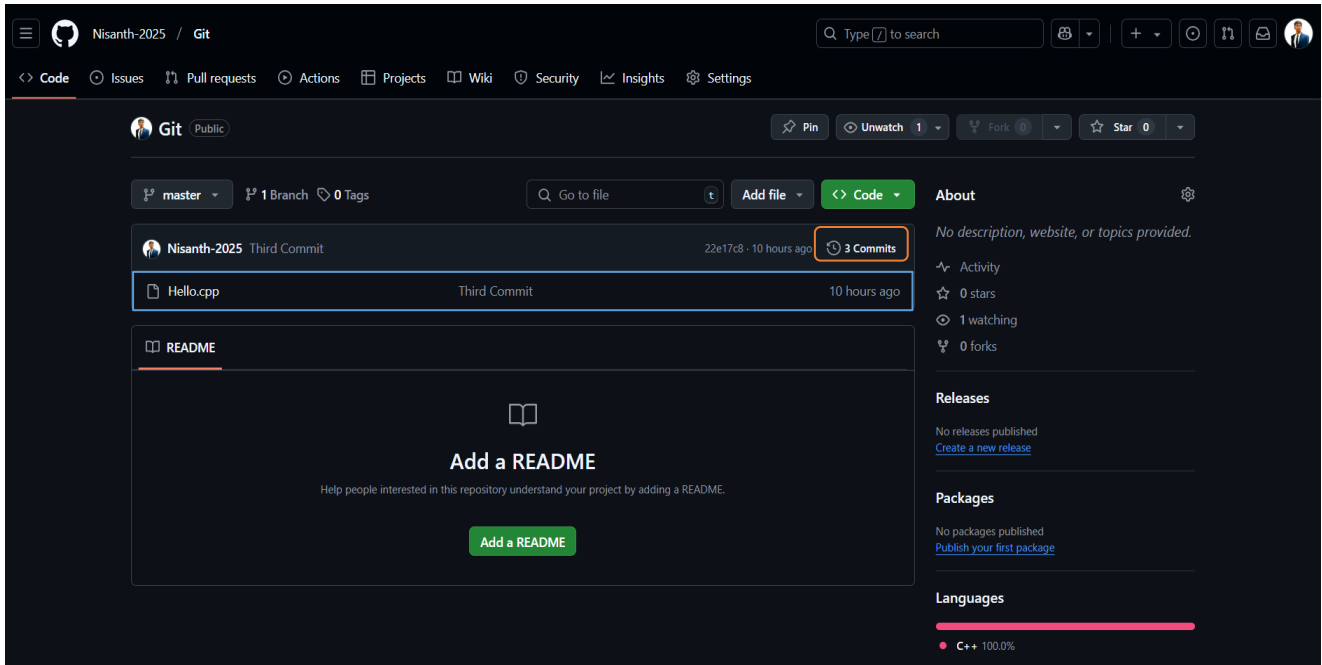 Nisanth-2025 / Git
Type / to search
Code Issues Pull requests Actions Projects Wiki Security Insights Settings
Git Public
Pin Unwatch 1 Fork 0 Star 0
master 1 Branch 0 Tags Go to file t Add file Code
Nisanth-2025 Third Commit 22e17c8 · 10 hours ago 3 Commits
Hello.cpp Third Commit 10 hours ago
README
Add a README
Help people interested in this repository understand your project by adding a README.
Add a README
About
No description, website, or topics provided.
Activity
0 stars
1 watching
0 forks
Releases
No releases published
Create a new release
Packages
No packages published
Publish your first package
Languages
C++ 100.0%